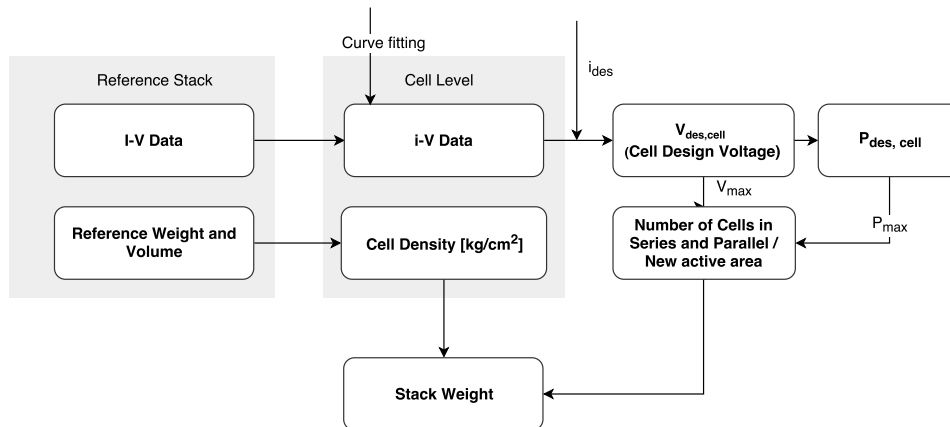 Curve fitting
Reference Stack
Cell Level
i_des
I-V Data
i-V Data
V_des,cell
(Cell Design Voltage)
P_des, cell
V_max
Reference Weight and
Volume
Cell Density [kg/cm²]
Number of Cells in
Series and Parallel /
New active area
P_max
Stack Weight